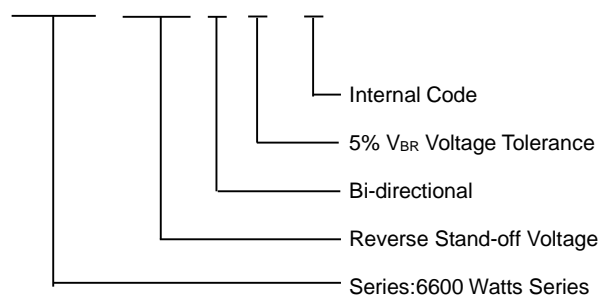 Internal Code
5% VBR Voltage Tolerance
Bi-directional
Reverse Stand-off Voltage
Series:6600 Watts Series